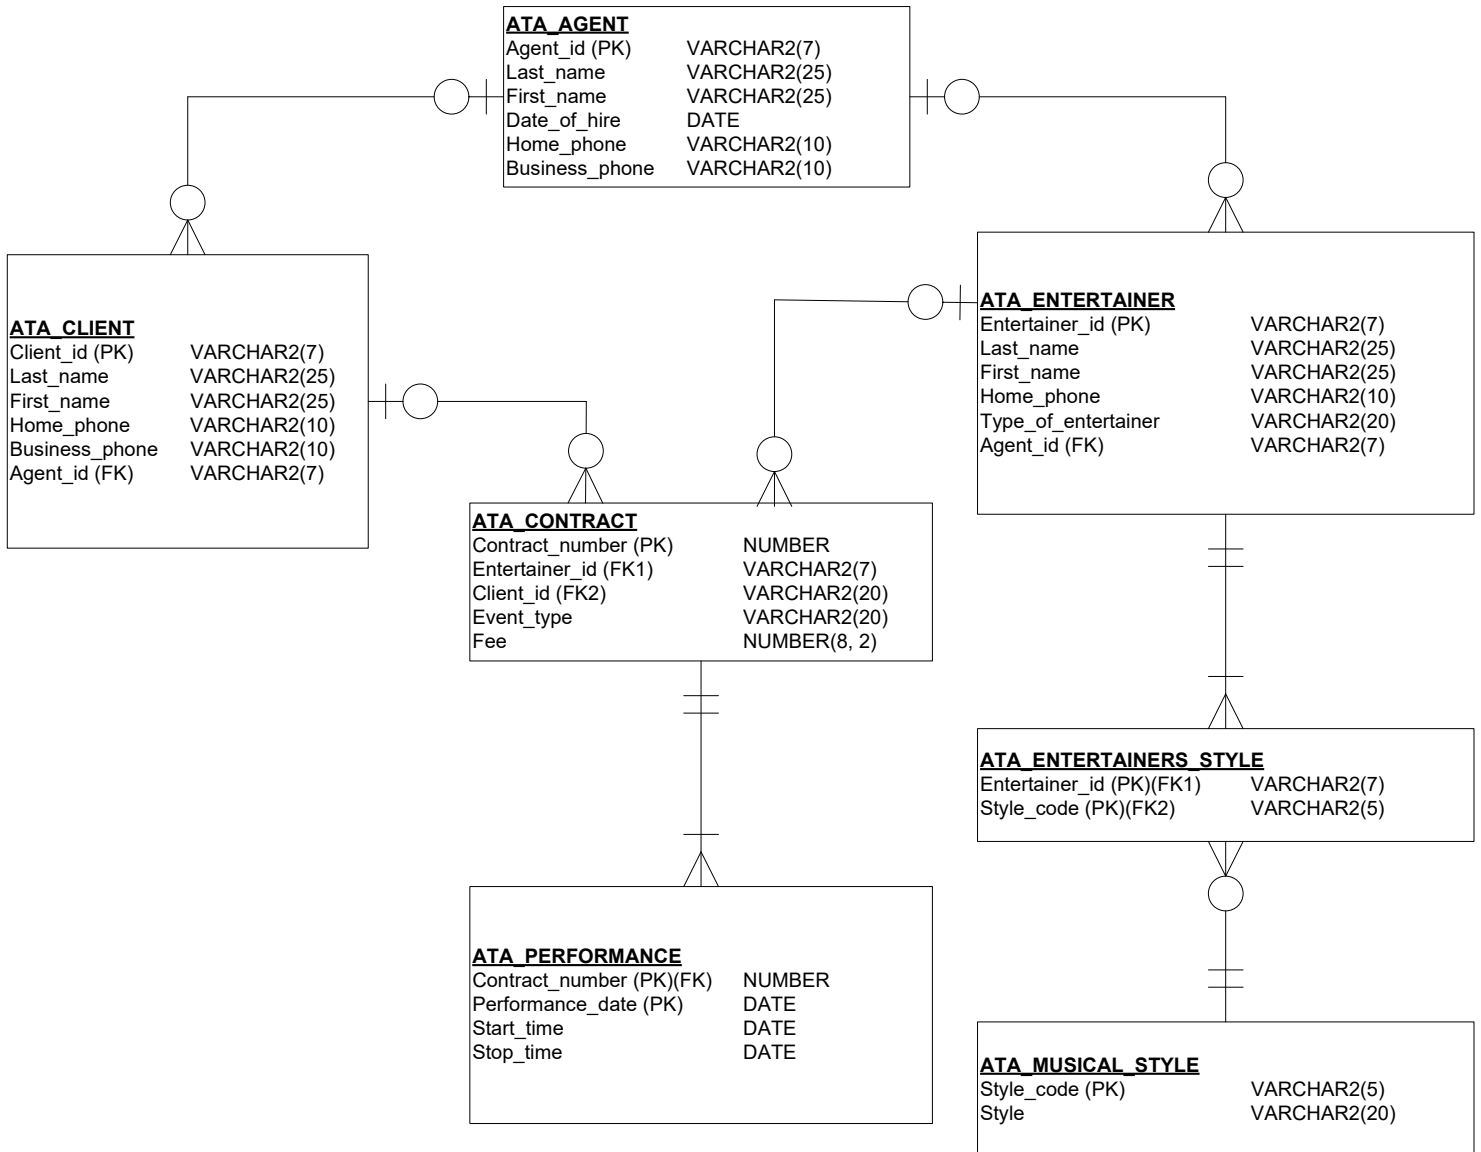 ATA_AGENT
Agent_id (PK) VARCHAR2(7)
Last_name VARCHAR2(25)
First_name VARCHAR2(25)
Date_of_hire DATE
Home_phone VARCHAR2(10)
Business_phone VARCHAR2(10)
ATA_CLIENT
Client_id (PK) VARCHAR2(7)
Last_name VARCHAR2(25)
First_name VARCHAR2(25)
Home_phone VARCHAR2(10)
Business_phone VARCHAR2(10)
Agent_id (FK) VARCHAR2(7)
ATA_ENTERTAINER
Entertainer_id (PK) VARCHAR2(7)
Last_name VARCHAR2(25)
First_name VARCHAR2(25)
Home_phone VARCHAR2(10)
Type_of_entertainer VARCHAR2(20)
Agent_id (FK) VARCHAR2(7)
ATA_CONTRACT
Contract_number (PK) NUMBER
Entertainer_id (FK1) VARCHAR2(7)
Client_id (FK2) VARCHAR2(20)
Event_type VARCHAR2(20)
Fee NUMBER(8, 2)
ATA_ENTERTAINERS_STYLE
Entertainer_id (PK)(FK1) VARCHAR2(7)
Style_code (PK)(FK2) VARCHAR2(5)
ATA_PERFORMANCE
Contract_number (PK)(FK) NUMBER
Performance_date (PK) DATE
Start_time DATE
Stop_time DATE
ATA_MUSICAL_STYLE
Style_code (PK) VARCHAR2(5)
Style VARCHAR2(20)